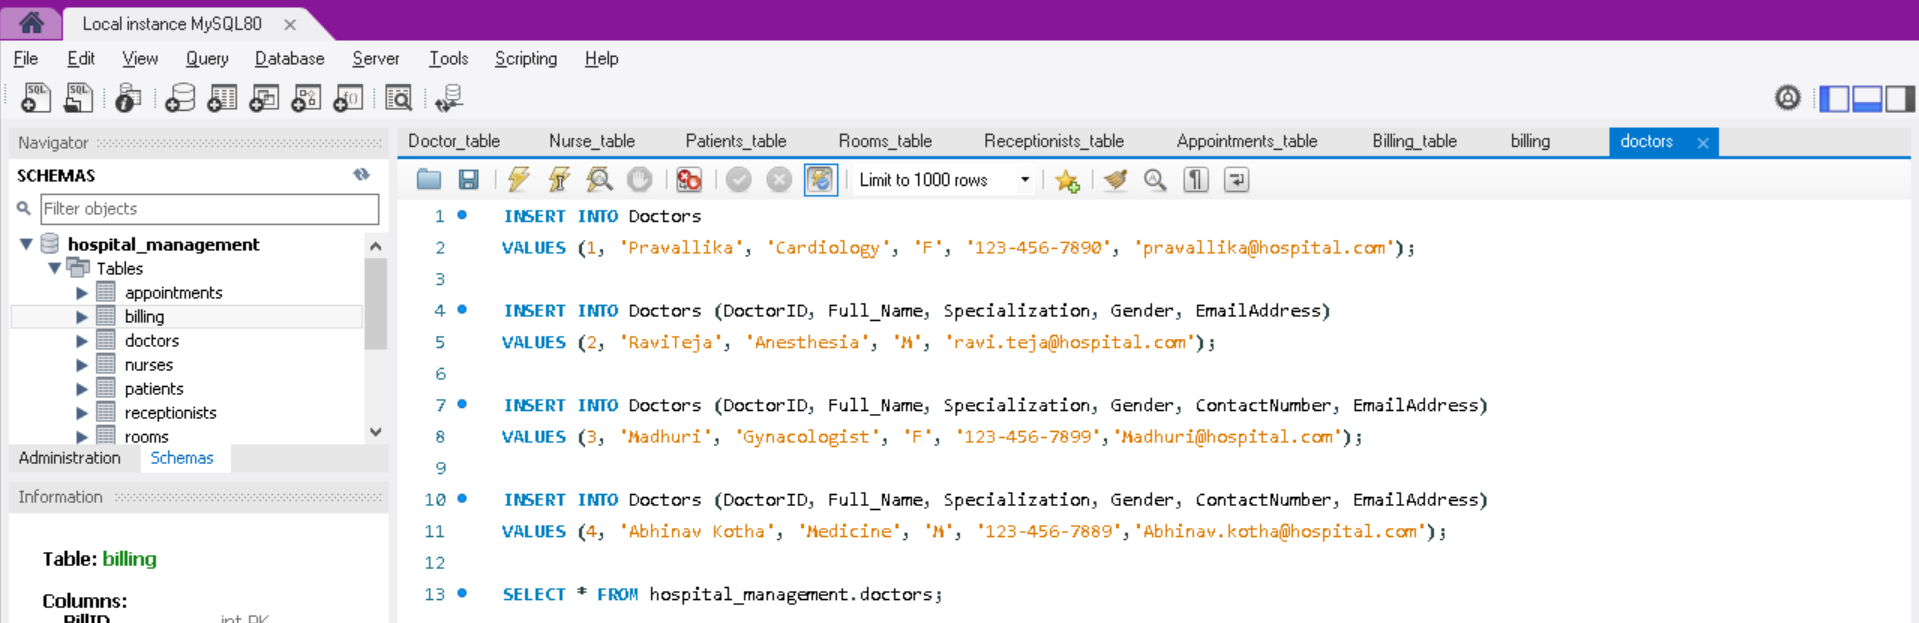 Local instance MySQL80
File Edit View Query Database Server Tools Scripting Help
Navigator
SCHEMAS
Filter objects
hospital_management
Tables
appointments
billing
doctors
nurses
patients
receptionists
rooms
Administration Schemas
Information
Table: billing
Columns:
BillID int PK
Doctor_table Nurse_table Patients_table Rooms_table Receptionists_table Appointments_table Billing_table billing doctors
Limit to 1000 rows
1 INSERT INTO Doctors
2 VALUES (1, 'Pravallika', 'Cardiology', 'F', '123-456-7890', 'pravallika@hospital.com');
3
4 INSERT INTO Doctors (DoctorID, Full_Name, Specialization, Gender, EmailAddress)
5 VALUES (2, 'RaviTeja', 'Anesthesia', 'M', 'ravi.teja@hospital.com');
6
7 INSERT INTO Doctors (DoctorID, Full_Name, Specialization, Gender, ContactNumber, EmailAddress)
8 VALUES (3, 'Madhuri', 'Gynacologist', 'F', '123-456-7899','Madhuri@hospital.com');
9
10 INSERT INTO Doctors (DoctorID, Full_Name, Specialization, Gender, ContactNumber, EmailAddress)
11 VALUES (4, 'Abhinav Kotha', 'Medicine', 'M', '123-456-7889','Abhinav.kotha@hospital.com');
12
13 SELECT * FROM hospital_management.doctors;